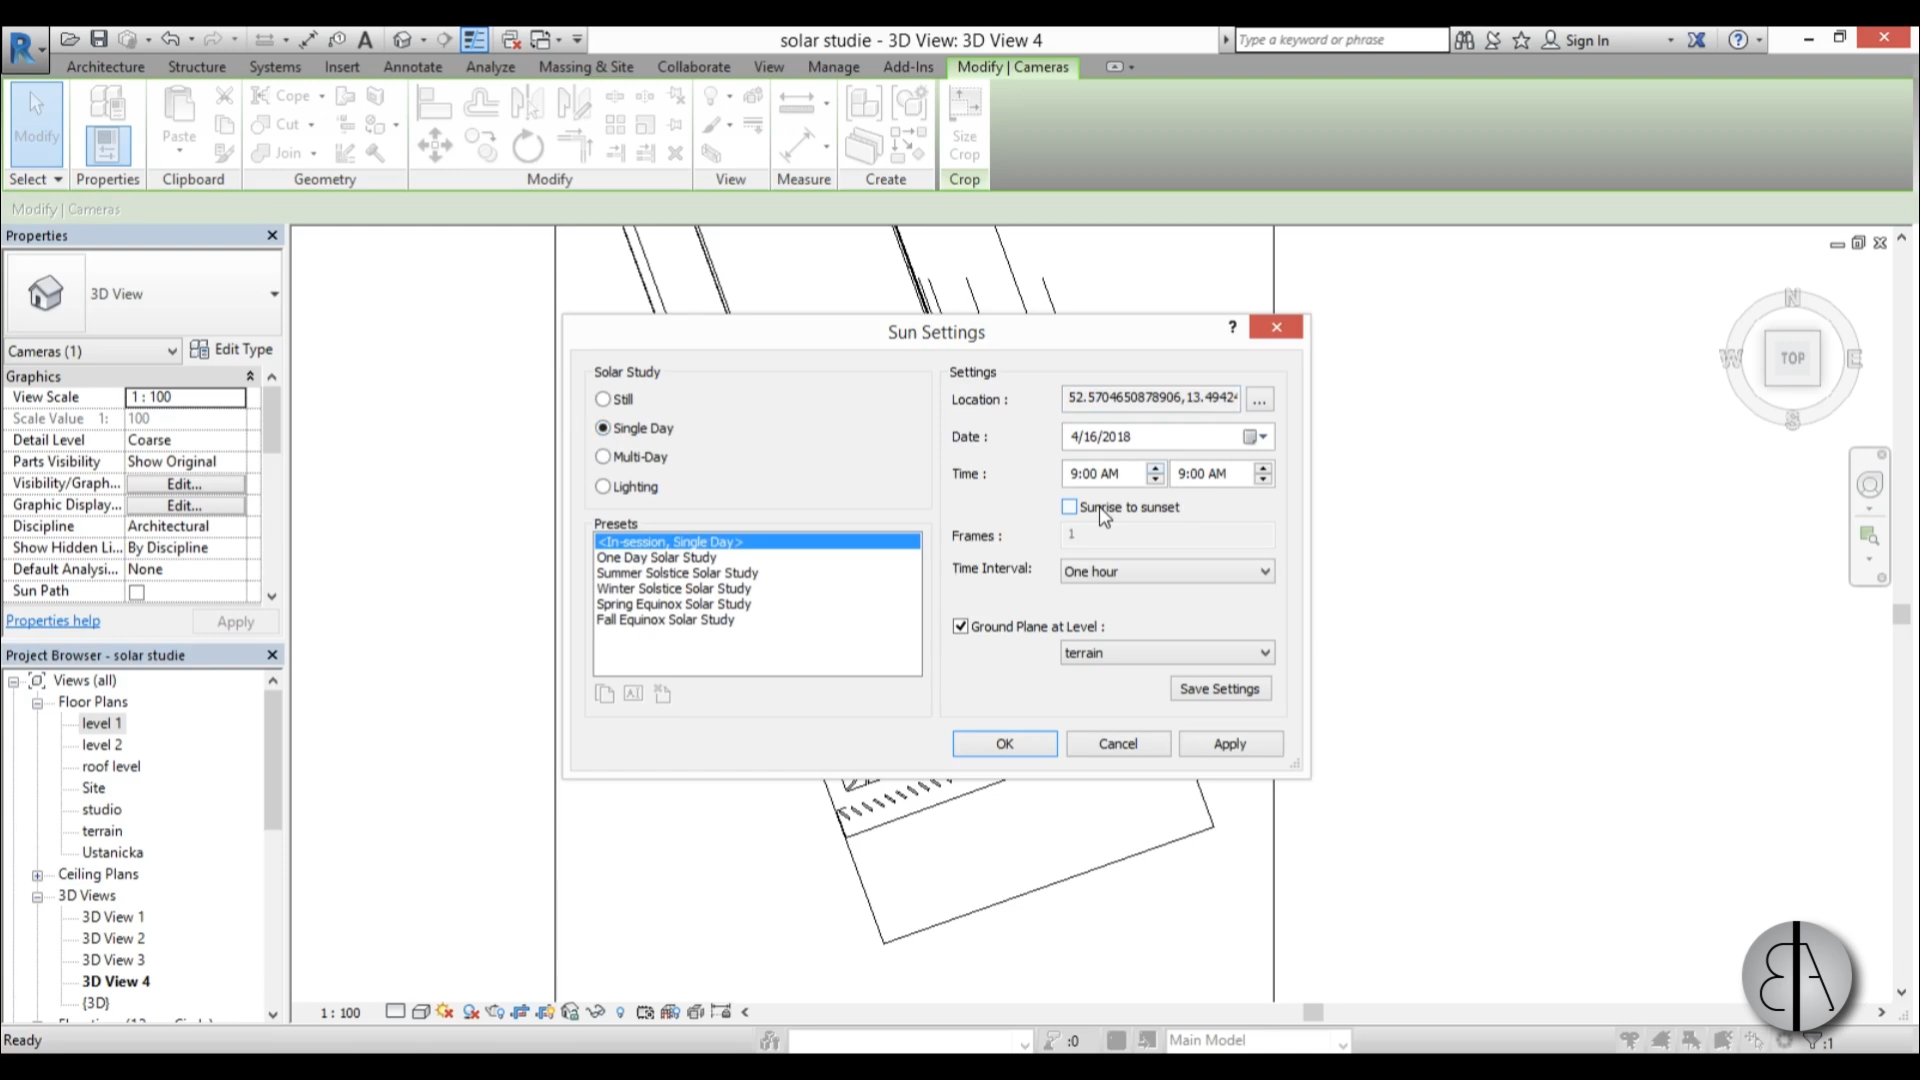 solar studie - 3D View: 3D View 4
Type a keyword or phrase
Sign In
Architecture Structure Systems Insert Annotate Analyze Massing & Site Collaborate View Manage Add-Ins Modify | Cameras
Modify
Paste
Cope
Cut
Join
Size
Crop
Select Properties Clipboard Geometry Modify View Measure Create Crop
Modify | Cameras
Properties
3D View
Cameras (1) Edit Type
Graphics
View Scale 1 : 100
Scale Value 1: 100
Detail Level Coarse
Parts Visibility Show Original
Visibility/Graph... Edit...
Graphic Display... Edit...
Discipline Architectural
Show Hidden Li... By Discipline
Default Analysi... None
Sun Path
Properties help Apply
Project Browser - solar studie
Views (all)
Floor Plans
level 1
level 2
roof level
Site
studio
terrain
Ustanicka
Ceiling Plans
3D Views
3D View 1
3D View 2
3D View 3
3D View 4
{3D}
Sun Settings
?
Solar Study
Still
Single Day
Multi-Day
Lighting
Presets
<In-session, Single Day>
One Day Solar Study
Summer Solstice Solar Study
Winter Solstice Solar Study
Spring Equinox Solar Study
Fall Equinox Solar Study
Settings
Location : 52.5704650878906,13.4942 ...
Date : 4/16/2018
Time : 9:00 AM 9:00 AM
Sunrise to sunset
Frames : 1
Time Interval: One hour
Ground Plane at Level :
terrain
Save Settings
OK Cancel Apply
N
W TOP E
S
1 : 100
Ready
:0
Main Model
:1